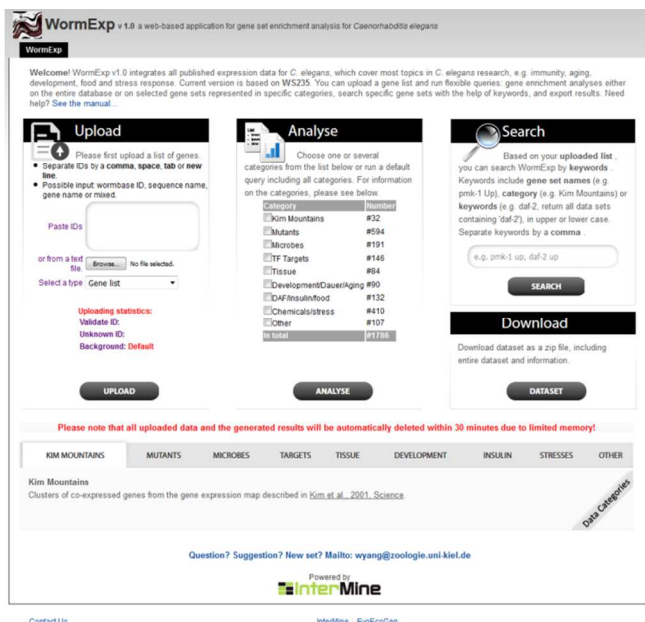 WormExp v 1.0 a web-based application for gene set enrichment analysis for Caenorhabditis elegans
WormExp
Welcome! WormExp v1.0 integrates all published expression data for C. elegans, which cover most topics in C. elegans research, e.g. immunity, aging,
development, food and stress response. Current version is based on WS235. You can upload a gene list and run flexible queries: gene enrichment analyses either
on the entire database or on selected gene sets represented in specific categories, search specific gene sets with the help of keywords, and export results. Need
help? See the manual...
Upload
Please first upload a list of genes.
Separate IDs by a comma, space, tab or new
line.
Possible input: wormbase ID, sequence name,
gene name or mixed.
Paste IDs
or from a text
file.
Browse... No file selected.
Select a type Gene list
Uploading statistics:
Validate ID:
Unknown ID:
Background: Default
UPLOAD
Analyse
Choose one or several
categories from the list below or run a default
query including all categories. For information
on the categories, please see below.
Category Number
Kim Mountains #32
Mutants #594
Microbes #191
TF Targets #146
Tissue #84
Development/Dauer/Aging #90
DAF/Insulin/food #132
Chemicals/stress #410
Other #107
In total #1786
ANALYSE
Search
Based on your uploaded list ,
you can search WormExp by keywords .
Keywords include gene set names (e.g.
pmk-1 Up), category (e.g. Kim Mountains) or
keywords (e.g. daf-2, return all data sets
containing 'daf-2'), in upper or lower case.
Separate keywords by a comma .
e.g. pmk-1 up, daf-2 up
SEARCH
Download
Download dataset as a zip file, including
entire dataset and information.
DATASET
Please note that all uploaded data and the generated results will be automatically deleted within 30 minutes due to limited memory!
KIM MOUNTAINS MUTANTS MICROBES TARGETS TISSUE DEVELOPMENT INSULIN STRESSES OTHER
Kim Mountains
Clusters of co-expressed genes from the gene expression map described in Kim et al., 2001, Science.
Data Categories
Question? Suggestion? New set? Mailto: wyang@zoologie.uni-kiel.de
Powered by
InterMine
Contact Us InterMine EvoEcoGen